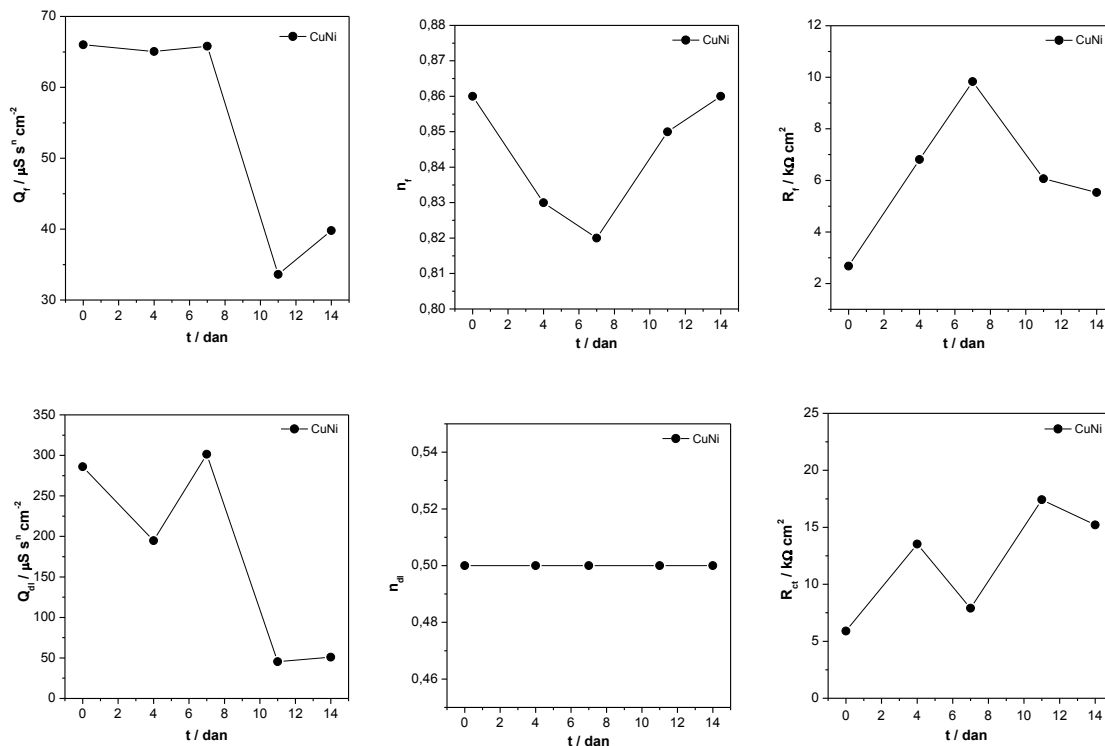 70
60
50
40
30
Q_f / µS sⁿ cm⁻²
CuNi
0 2 4 6 8 10 12 14
t / dan
0,88
0,87
0,86
0,85
0,84
0,83
0,82
0,81
0,80
n_f
CuNi
0 2 4 6 8 10 12 14
t / dan
12
10
8
6
4
2
R_f / kΩ cm²
CuNi
0 2 4 6 8 10 12 14
t / dan
350
300
250
200
150
100
50
0
Q_dl / µS sⁿ cm⁻²
CuNi
0 2 4 6 8 10 12 14
t / dan
0,54
0,52
0,50
0,48
0,46
n_dl
CuNi
0 2 4 6 8 10 12 14
t / dan
25
20
15
10
5
0
R_ct / kΩ cm²
CuNi
0 2 4 6 8 10 12 14
t / dan